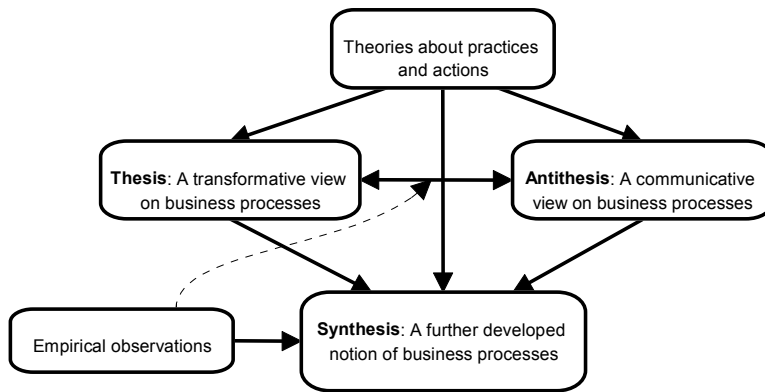 Theories about practices
and actions
Thesis: A transformative view
on business processes
Antithesis: A communicative
view on business processes
Empirical observations
Synthesis: A further developed
notion of business processes